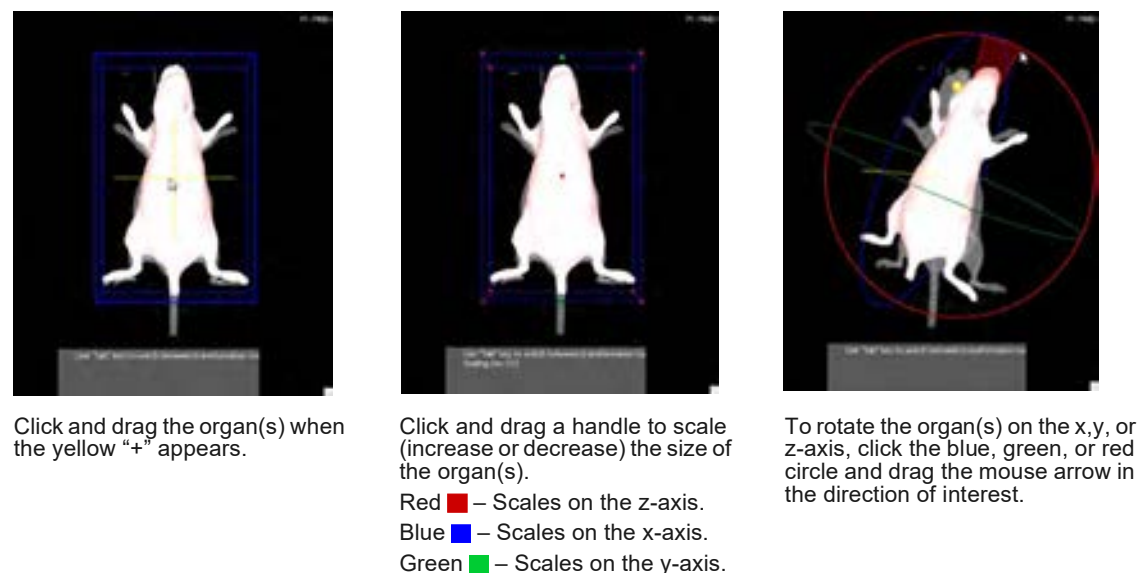 Click and drag the organ(s) when
the yellow “+” appears.
Click and drag a handle to scale
(increase or decrease) the size of
the organ(s).
Red – Scales on the z-axis.
Blue – Scales on the x-axis.
Green – Scales on the y-axis.
To rotate the organ(s) on the x,y, or
z-axis, click the blue, green, or red
circle and drag the mouse arrow in
the direction of interest.